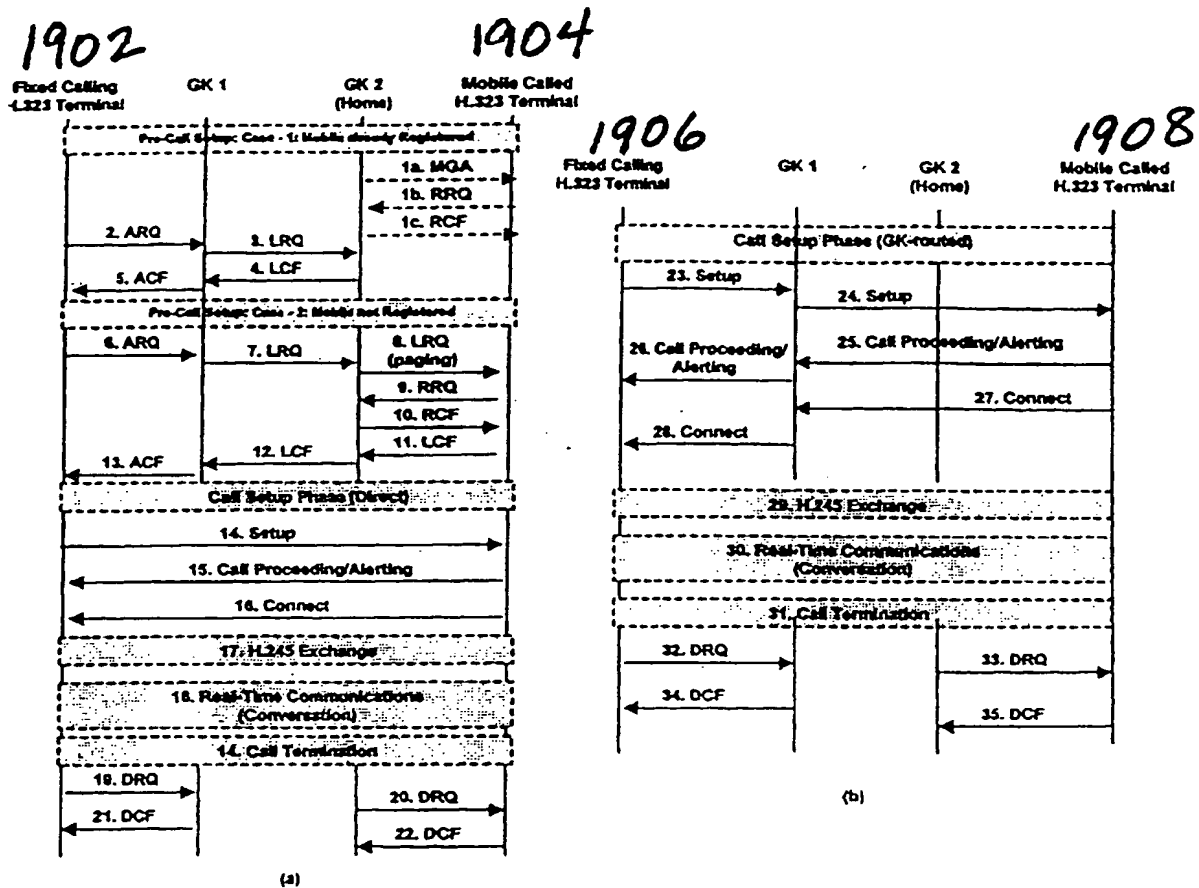 1902
1904
Fixed Calling
H.323 Terminal
GK 1
GK 2
(Home)
Mobile Called
H.323 Terminal
Pre-Call Setup: Case - 1: Mobile already Registered
1a. MGA
1b. RRQ
1c. RCF
2. ARQ
3. LRQ
4. LCF
5. ACF
Pre-Call Setup: Case - 2: Mobile not Registered
6. ARQ
7. LRQ
8. LRQ
(paging)
9. RRQ
10. RCF
11. LCF
12. LCF
13. ACF
Call Setup Phase (Direct)
14. Setup
15. Call Proceeding/Alerting
16. Connect
17. H.245 Exchange
18. Real-Time Communications
(Conversation)
14. Call Termination
19. DRQ
20. DRQ
21. DCF
22. DCF
(a)
1906
1908
Fixed Calling
H.323 Terminal
GK 1
GK 2
(Home)
Mobile Called
H.323 Terminal
Call Setup Phase (GK-routed)
23. Setup
24. Setup
25. Call Proceeding/Alerting
26. Call Proceeding/
Alerting
27. Connect
28. Connect
29. H.245 Exchange
30. Real-Time Communications
(Conversation)
31. Call Termination
32. DRQ
33. DRQ
34. DCF
35. DCF
(b)